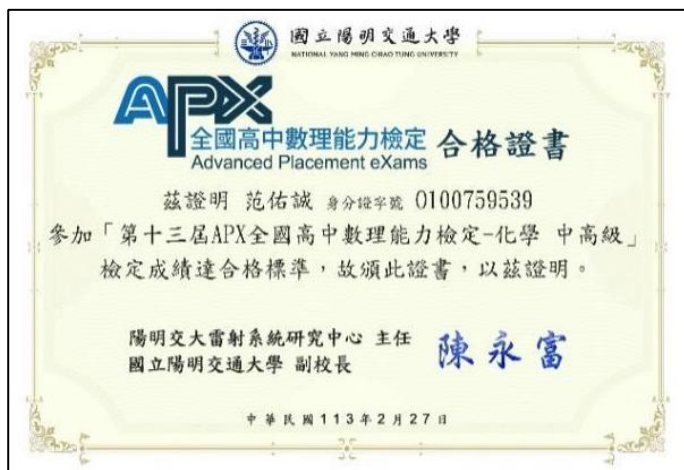 國立陽明交通大學
NATIONAL YANG MING CHIAO TUNG UNIVERSITY
APX
全國高中數理能力檢定 合格證書
Advanced Placement eXams
茲證明 范佑誠 身分證字號 O100759539
參加「第十三屆APX全國高中數理能力檢定-化學 中高級」
檢定成績達合格標準，故頒此證書，以茲證明。
陽明交大雷射系統研究中心 主任
國立陽明交通大學 副校長
陳永富
中華民國113年2月27日